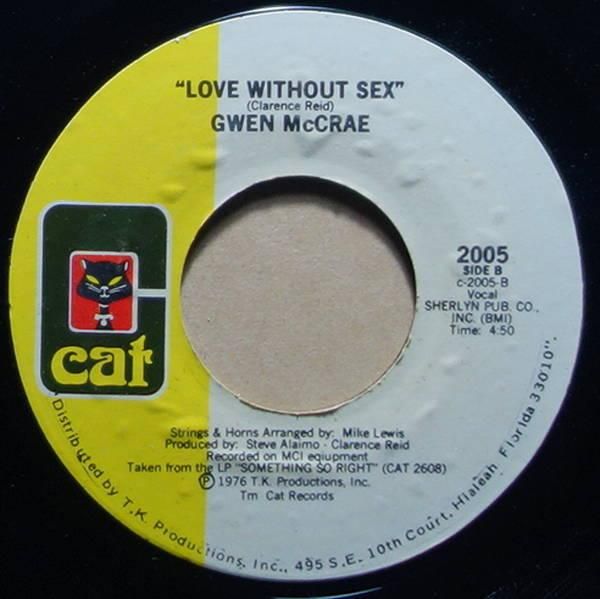 "LOVE WITHOUT SEX"
(Clarence Reid)
GWEN McCRAE
cat
2005
SIDE B
c-2005-B
Vocal
SHERLYN PUB. CO.,
INC. (BMI)
Time: 4:50
Strings & Horns Arranged by: Mike Lewis
Produced by: Steve Alaimo - Clarence Reid
Recorded on MCI eqiupment
Taken from the LP "SOMETHING SO RIGHT" (CAT 2608)
Ⓟ 1976 T.K. Productions, Inc.
Tm Cat Records
Distributed by T.K. Productions, Inc., 495 S.E. 10th Court, Hialeah, Florida 33010".